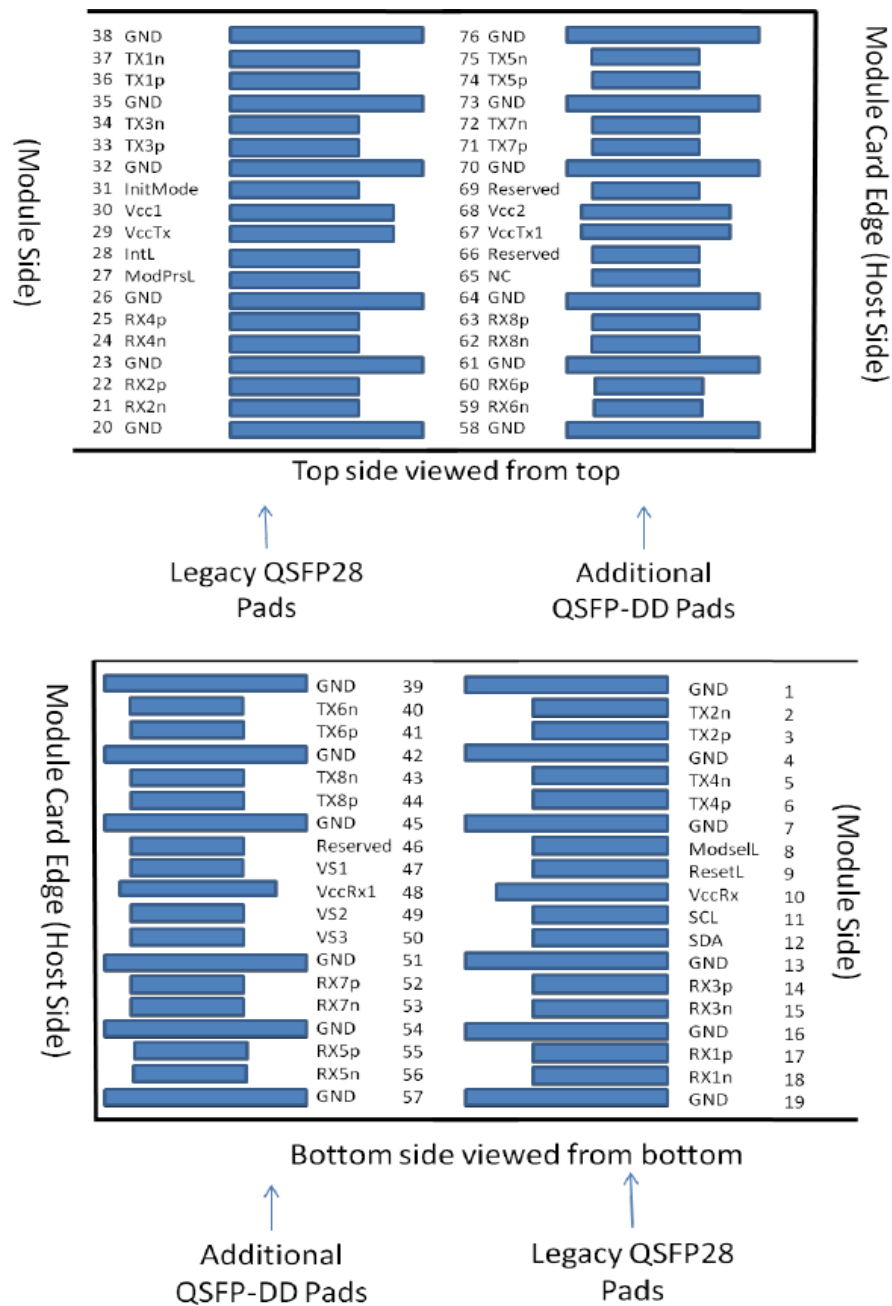 38 GND 76 GND
37 TX1n 75 TX5n
36 TX1p 74 TX5p
35 GND 73 GND
34 TX3n 72 TX7n
33 TX3p 71 TX7p
32 GND 70 GND
31 InitMode 69 Reserved
30 Vcc1 68 Vcc2
29 VccTx 67 VccTx1
28 IntL 66 Reserved
27 ModPrsL 65 NC
26 GND 64 GND
25 RX4p 63 RX8p
24 RX4n 62 RX8n
23 GND 61 GND
22 RX2p 60 RX6p
21 RX2n 59 RX6n
20 GND 58 GND
(Module Side)
Module Card Edge (Host Side)
Top side viewed from top
Legacy QSFP28
Pads
Additional
QSFP-DD Pads
Module Card Edge (Host Side)
GND 39 GND 1
TX6n 40 TX2n 2
TX6p 41 TX2p 3
GND 42 GND 4
TX8n 43 TX4n 5
TX8p 44 TX4p 6
GND 45 GND 7
Reserved 46 ModselL 8
VS1 47 ResetL 9
VccRx1 48 VccRx 10
VS2 49 SCL 11
VS3 50 SDA 12
GND 51 GND 13
RX7p 52 RX3p 14
RX7n 53 RX3n 15
GND 54 GND 16
RX5p 55 RX1p 17
RX5n 56 RX1n 18
GND 57 GND 19
(Module Side)
Bottom side viewed from bottom
Additional
QSFP-DD Pads
Legacy QSFP28
Pads